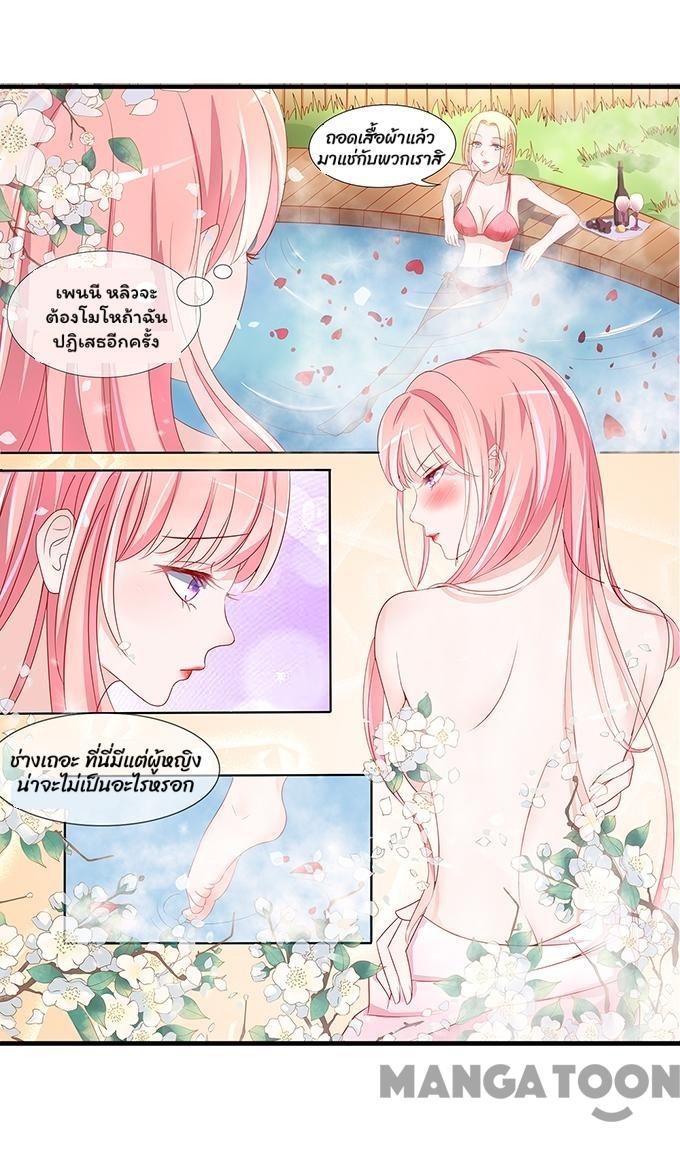 ถอดเสื้อผ้าแล้ว
มาแช่กับพวกเราสิ
เพนนี หลิวจะ
ต้องโมโหถ้าฉัน
ปฏิเสธอีกครั้ง
ช่างเถอะ ที่นี่มีแต่ผู้หญิง
น่าจะไม่เป็นอะไรหรอก
MANGATOON